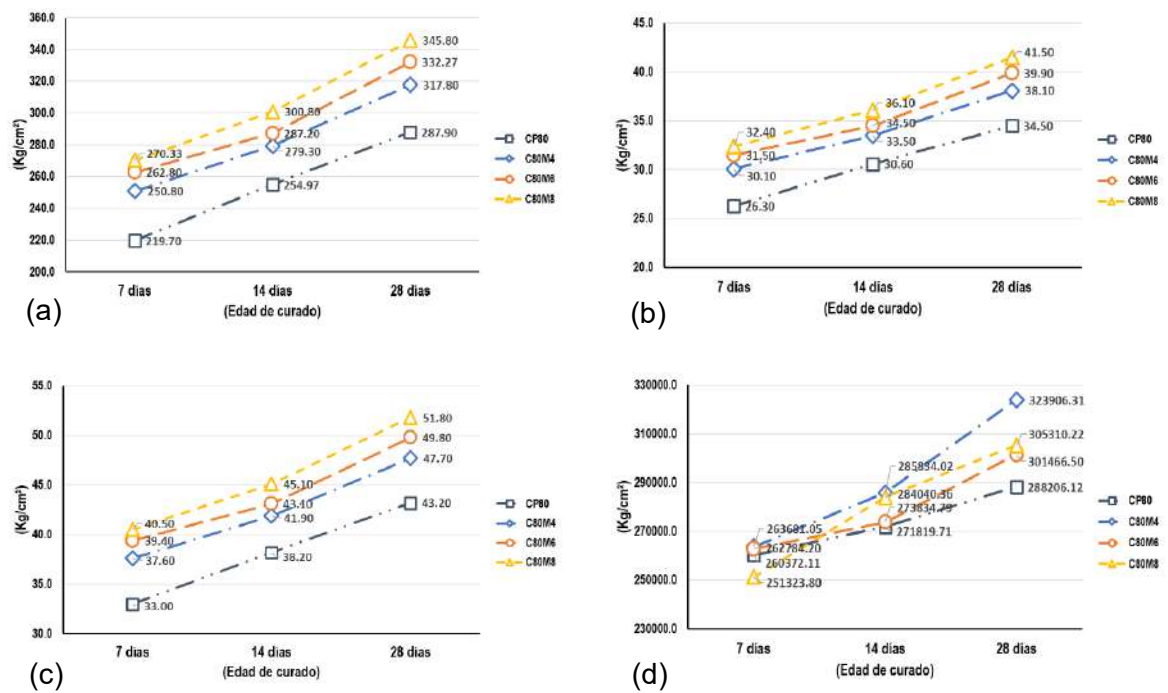 360.0
340.0
320.0
300.0
280.0
260.0
240.0
220.0
200.0
(Kg/cm²)
345.80
332.27
317.80
300.80
287.20
279.30
287.90
270.33
262.80
250.80
254.97
219.70
7 días
14 días
28 días
(Edad de curado)
CP80
C80M4
C80M6
C80M8
(a)
45.0
40.0
35.0
30.0
25.0
20.0
(Kg/cm²)
41.50
39.90
38.10
36.10
34.50
33.50
34.50
32.40
31.50
30.10
30.60
26.30
7 días
14 días
28 días
(Edad de curado)
CP80
C80M4
C80M6
C80M8
(b)
55.0
50.0
45.0
40.0
35.0
30.0
(Kg/cm²)
51.80
49.80
47.70
45.10
43.10
41.90
43.20
40.50
39.40
37.60
38.20
33.00
7 días
14 días
28 días
(Edad de curado)
CP80
C80M4
C80M6
C80M8
(c)
330000.0
310000.0
290000.0
270000.0
250000.0
230000.0
(Kg/cm²)
323906.31
305310.22
301466.50
288206.12
284040.36
271819.71
262784.20
260372.11
251323.80
7 días
14 días
28 días
(Edad de curado)
CP80
C80M4
C80M6
C80M8
(d)